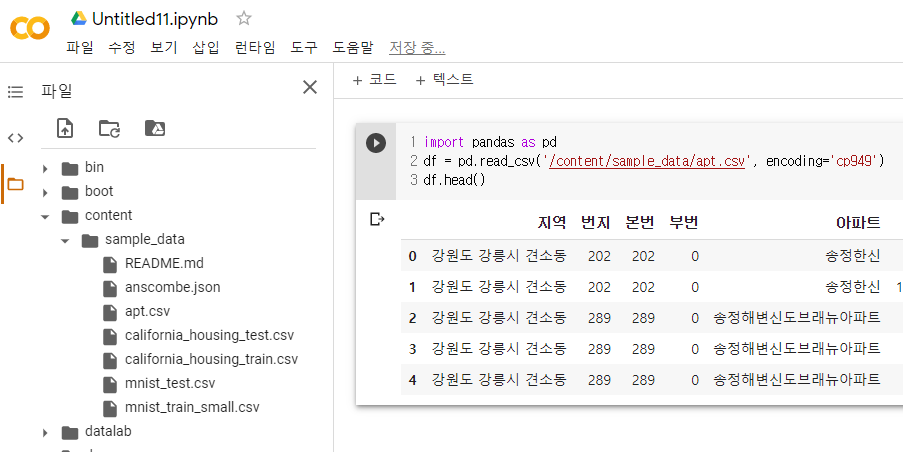 Untitled11.ipynb
파일 수정 보기 삽입 런타임 도구 도움말 저장 중...
파일
+ 코드 + 텍스트
bin
boot
content
sample_data
README.md
anscombe.json
apt.csv
california_housing_test.csv
california_housing_train.csv
mnist_test.csv
mnist_train_small.csv
datalab
1 import pandas as pd
2 df = pd.read_csv('/content/sample_data/apt.csv', encoding='cp949')
3 df.head()
지역 번지 본번 부번 아파트
0 강원도 강릉시 견소동 202 202 0 송정한신
1 강원도 강릉시 견소동 202 202 0 송정한신 1
2 강원도 강릉시 견소동 289 289 0 송정해변신도브래뉴아파트
3 강원도 강릉시 견소동 289 289 0 송정해변신도브래뉴아파트
4 강원도 강릉시 견소동 289 289 0 송정해변신도브래뉴아파트